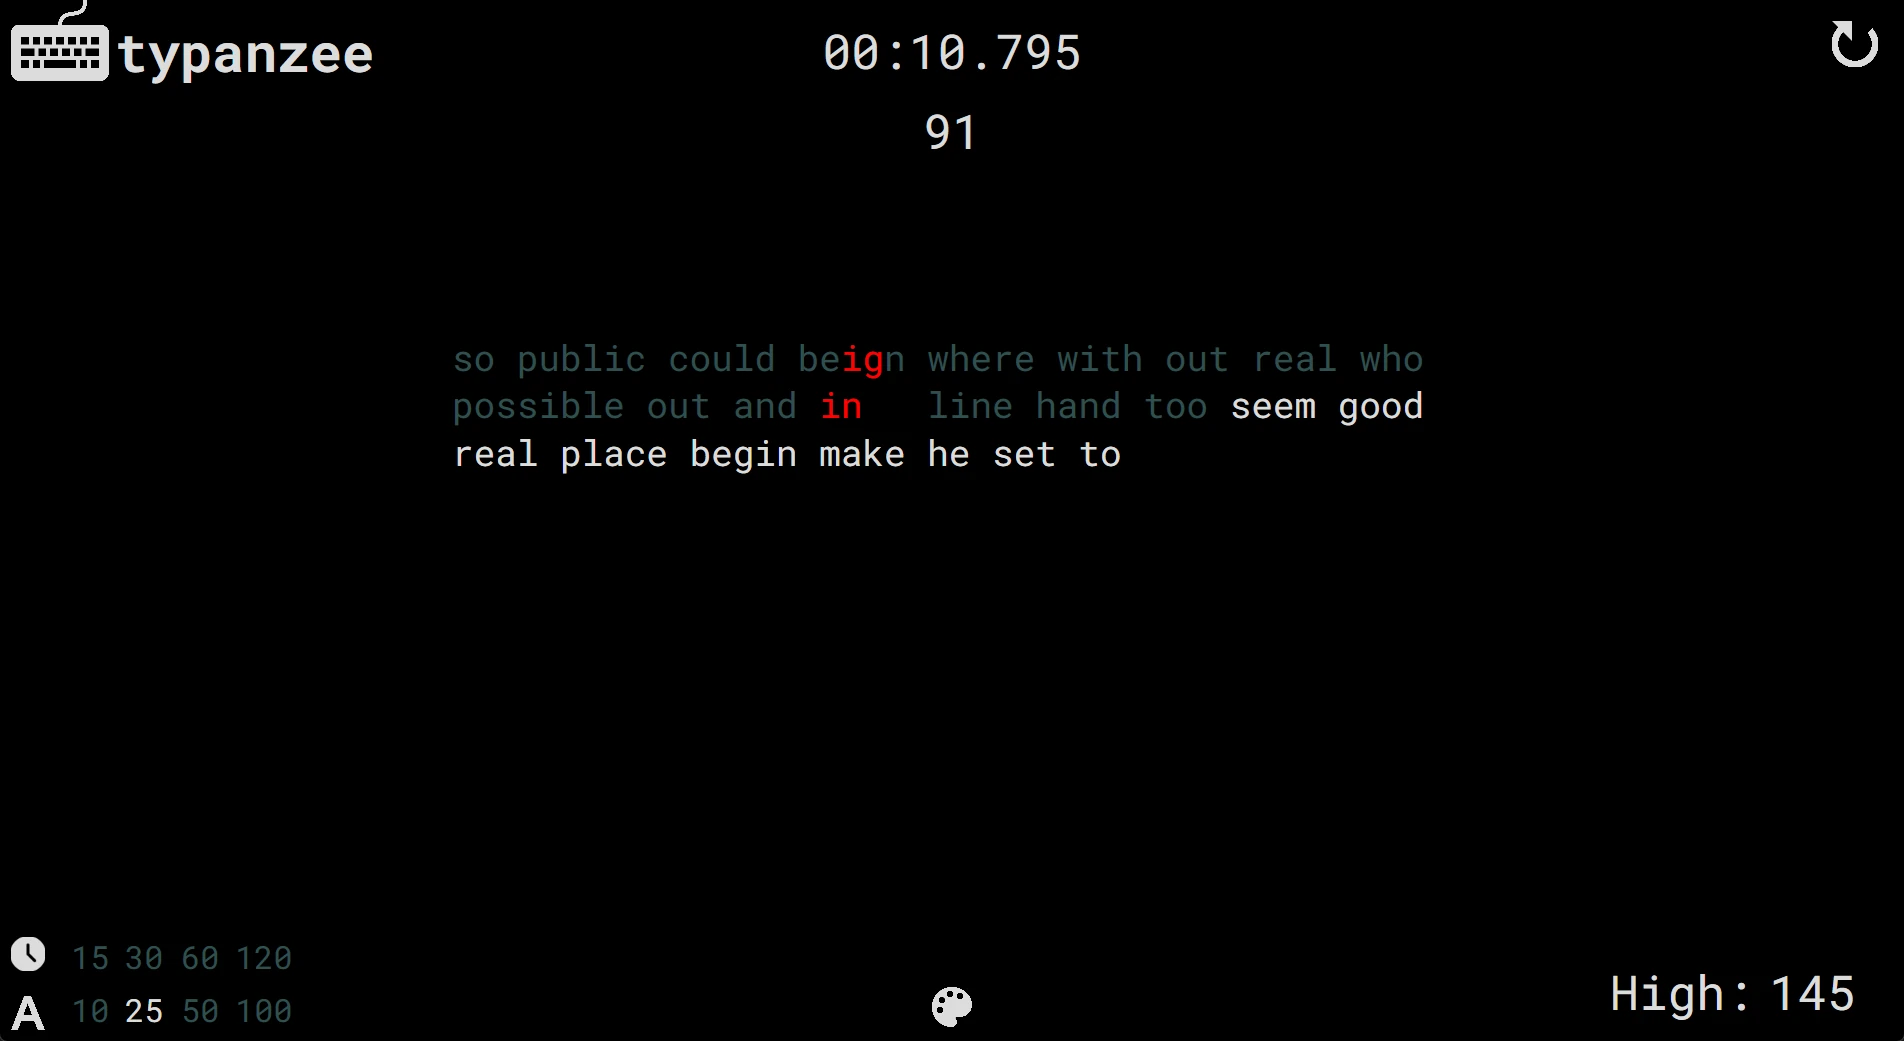 typanzee
00:10.795
91
so public could beign where with out real who
possible out and in line hand too seem good
real place begin make he set to
15 30 60 120
A 10 25 50 100
High: 145